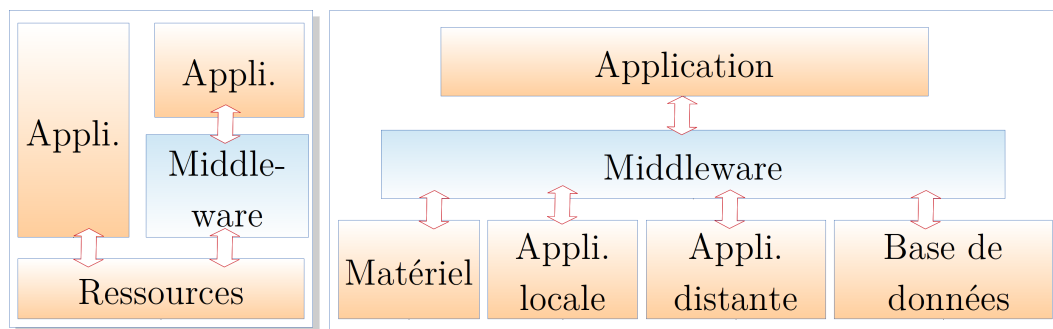 Appli.
Appli.
Middle-
ware
Ressources
Application
Middleware
Matériel
Appli.
locale
Appli.
distante
Base de
données